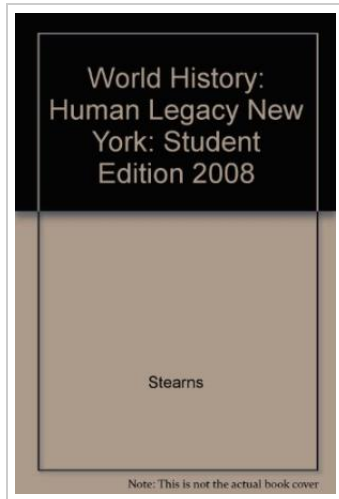 World History:
Human Legacy New
York: Student
Edition 2008
Stearns
Note: This is not the actual book cover